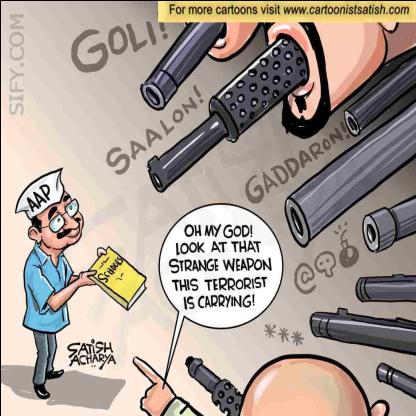 For more cartoons visit www.cartoonistsatish.com
SIFY.COM
GOLI!
SAALON!
GADDARON!
AAP
SCHOOLS
OH MY GOD!
LOOK AT THAT
STRANGE WEAPON
THIS TERRORIST
IS CARRYING!
@
***
SATISH
ACHARYA